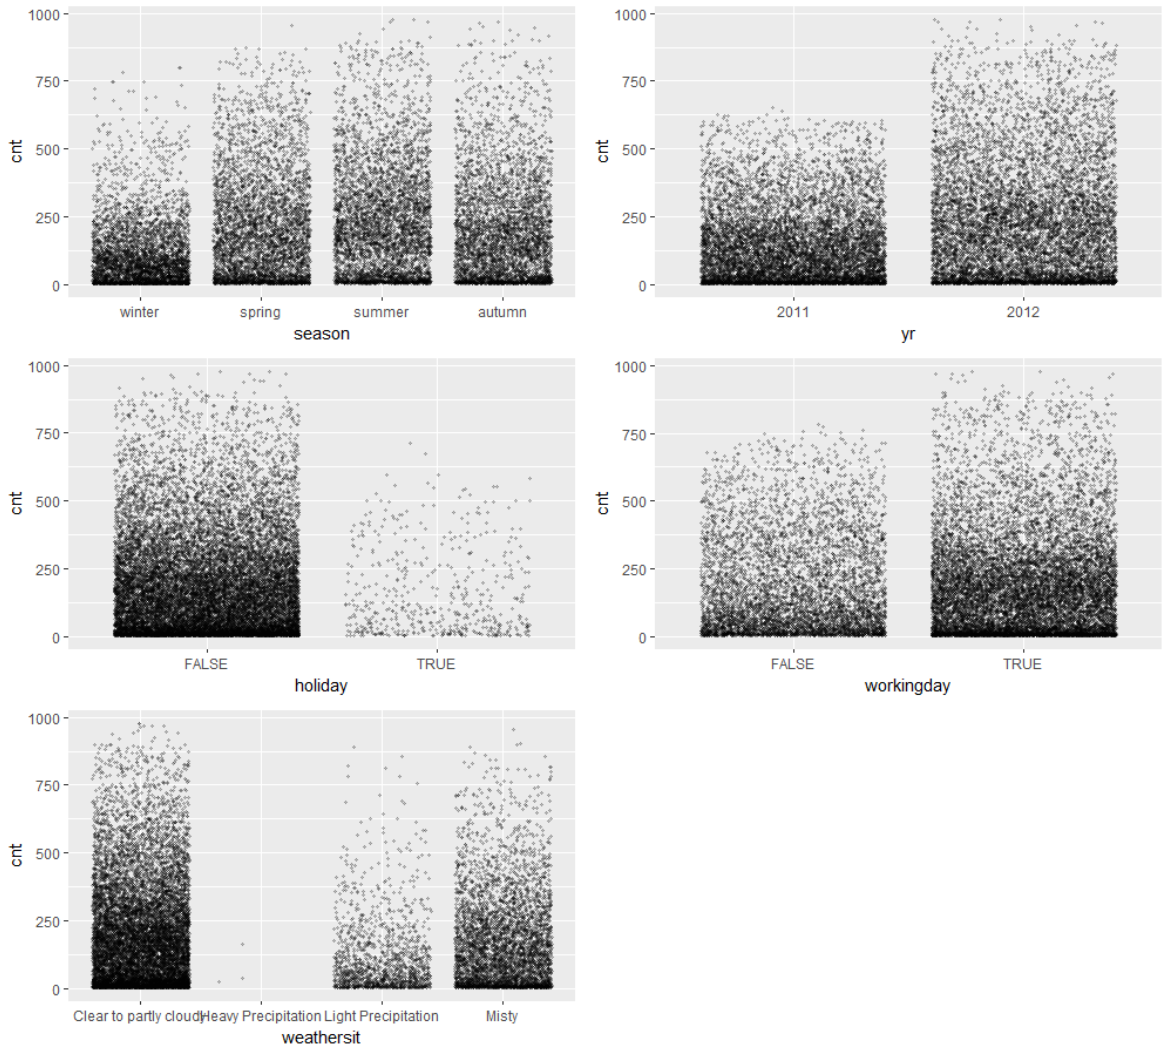 1000
750
500
250
0
cnt
winter spring summer autumn
season
1000
750
500
250
0
cnt
2011 2012
yr
1000
750
500
250
0
cnt
FALSE TRUE
holiday
1000
750
500
250
0
cnt
FALSE TRUE
workingday
1000
750
500
250
0
cnt
Clear to partly cloudy Heavy Precipitation Light Precipitation Misty
weathersit